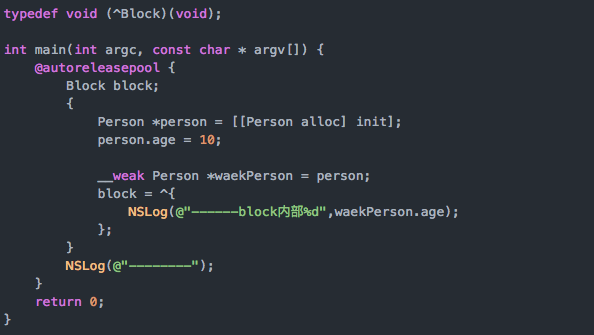 typedef void (^Block)(void);
int main(int argc, const char * argv[]) {
@autoreleasepool {
Block block;
{
Person *person = [[Person alloc] init];
person.age = 10;
__weak Person *waekPerson = person;
block = ^{
NSLog(@"------block内部%d",waekPerson.age);
};
}
NSLog(@"--------");
}
return 0;
}